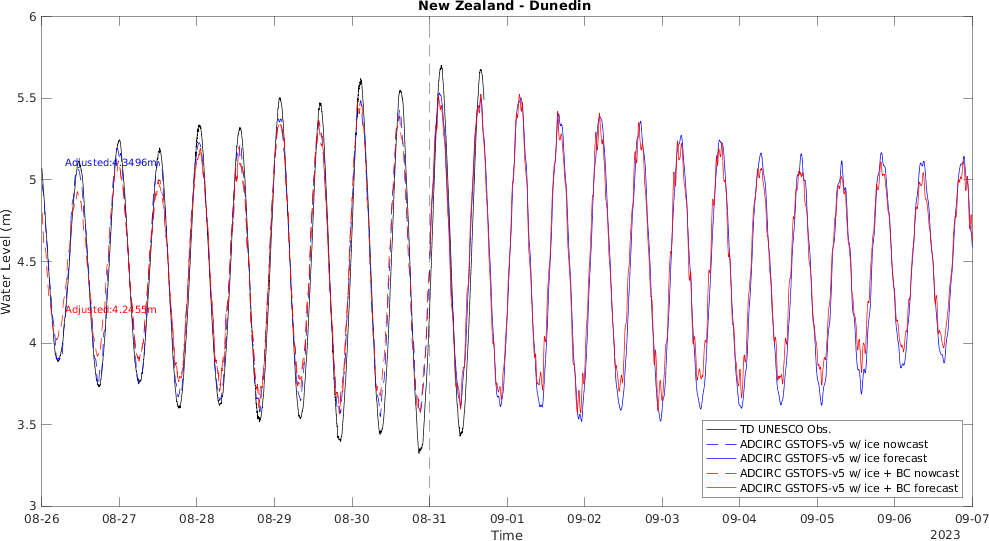 New Zealand - Dunedin
6
5.5
5
4.5
4
3.5
3
Water Level (m)
Adjusted:4.3496m
Adjusted:4.2455m
TD UNESCO Obs.
ADCIRC GSTOFS-v5 w/ ice nowcast
ADCIRC GSTOFS-v5 w/ ice forecast
ADCIRC GSTOFS-v5 w/ ice + BC nowcast
ADCIRC GSTOFS-v5 w/ ice + BC forecast
08-26 08-27 08-28 08-29 08-30 08-31 09-01 09-02 09-03 09-04 09-05 09-06 09-07
Time
2023